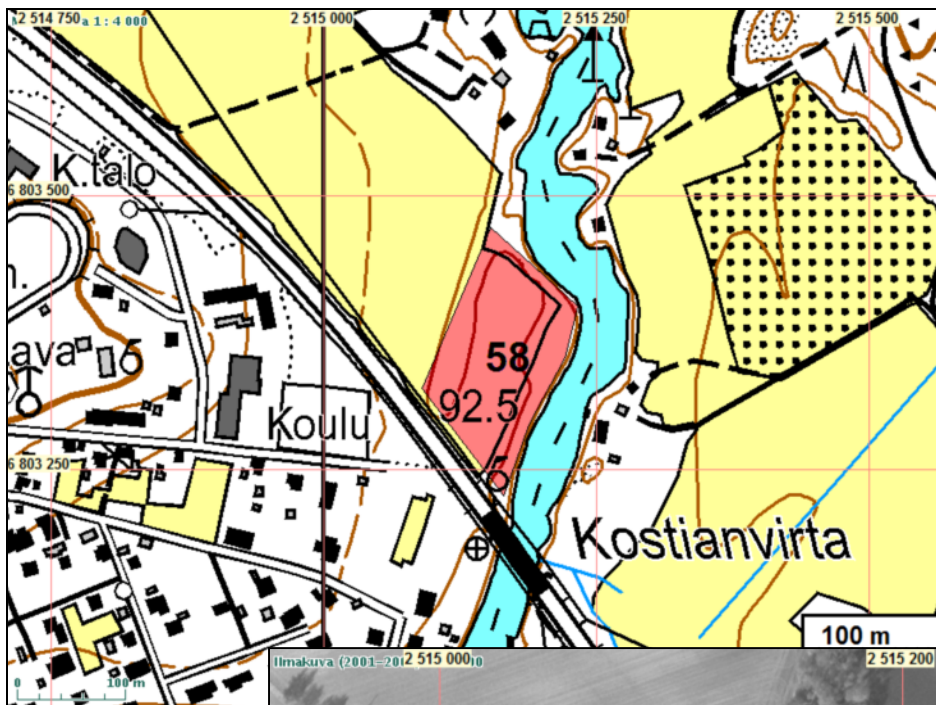 2 514 750
1 : 4 000
2 515 000
2 515 250
2 515 500
K.talo
6 803 500
ava
58
92.5
Koulu
6 803 250
Kostianvirta
100 m
0
100 m
Ilmakuva (2001–20
2 515 000
2 515 200